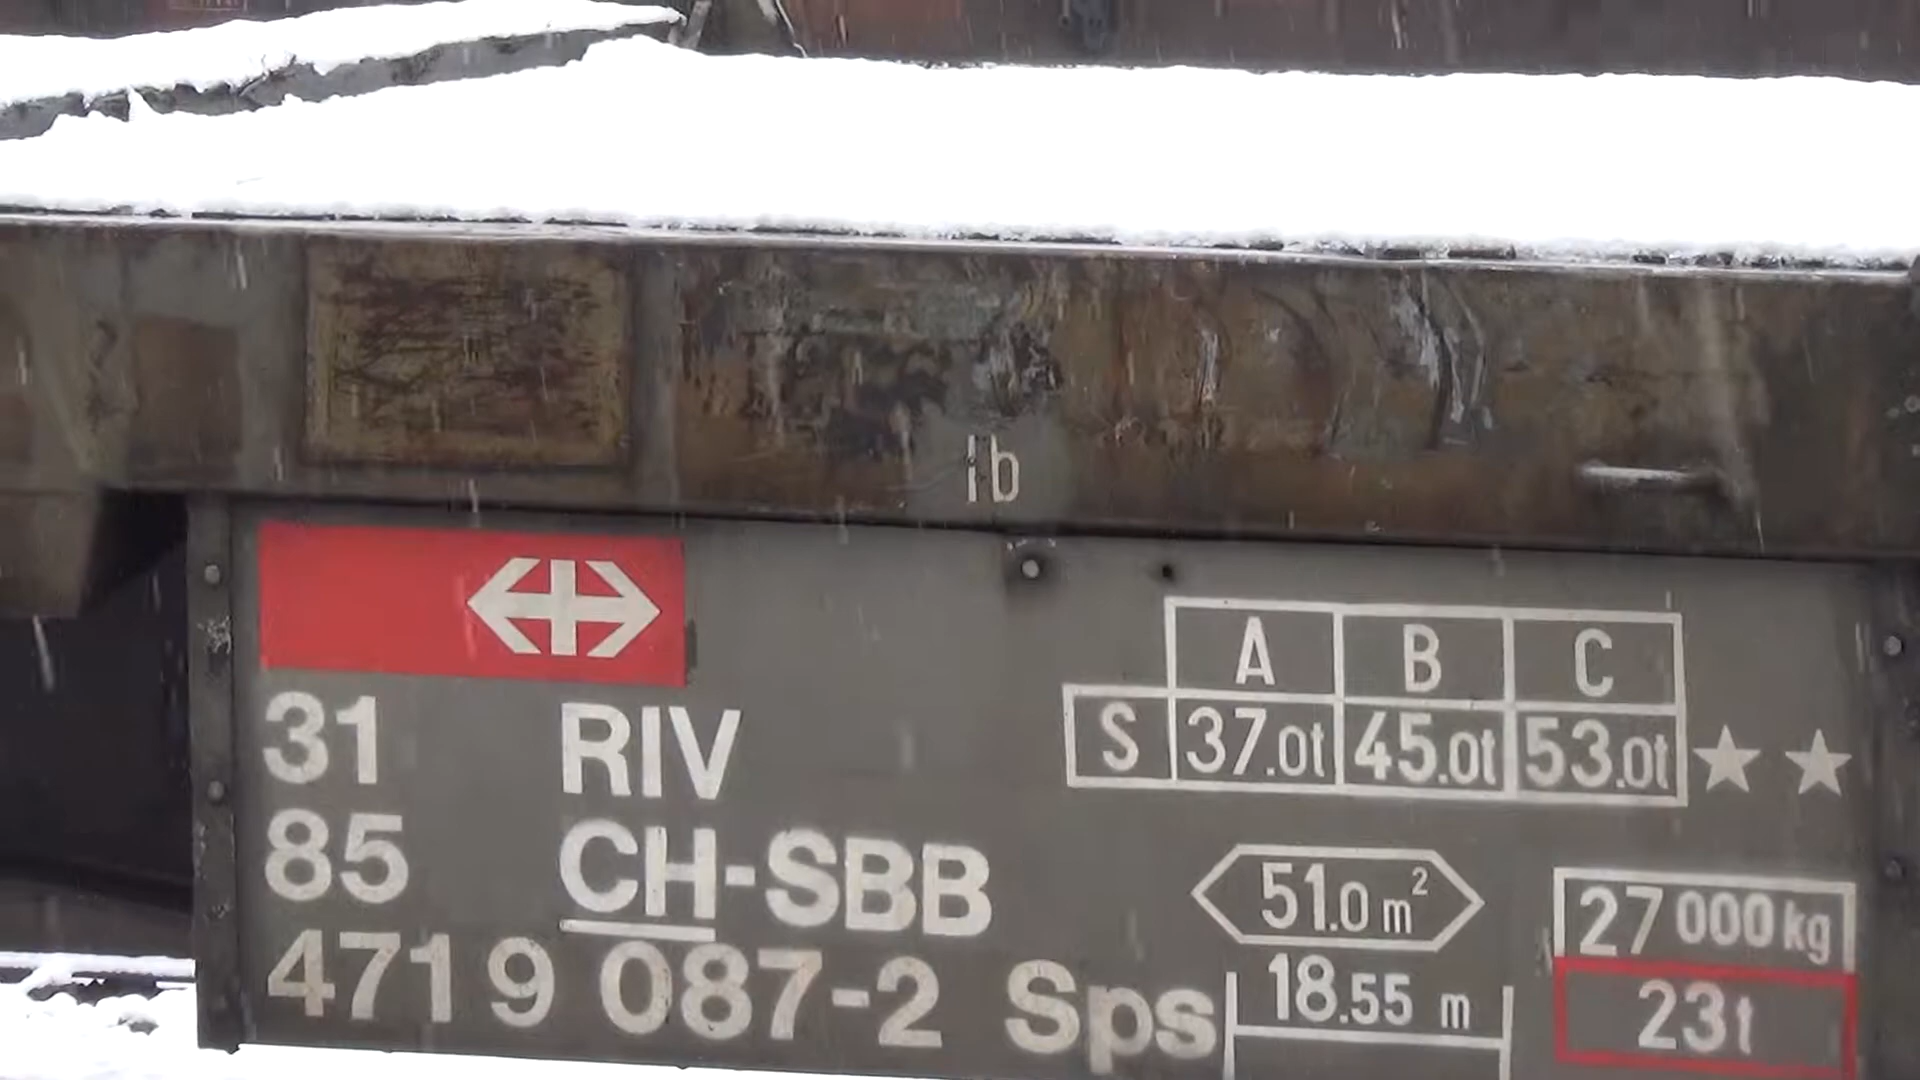 lb
31 RIV
85 CH-SBB
4719 087-2 Sps
A B C
S 37.0t 45.0t 53.0t ★ ★
51.0 m²
18.55 m
27 000 kg
23t